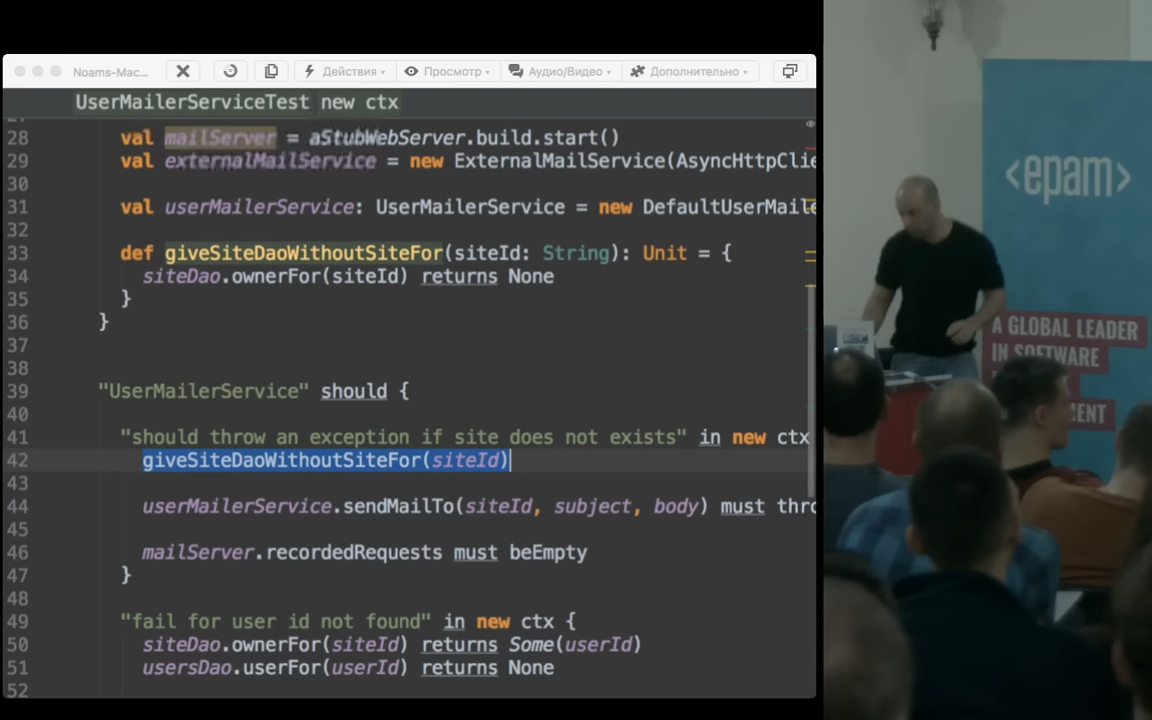 Noams-Mac...
Действия
Просмотр
Аудио/Видео
Дополнительно
UserMailerServiceTest new ctx
28 val mailServer = aStubWebServer.build.start()
29 val externalMailService = new ExternalMailService(AsyncHttpClie
30
31 val userMailerService: UserMailerService = new DefaultUserMaile
32
33 def giveSiteDaoWithoutSiteFor(siteId: String): Unit = {
34 siteDao.ownerFor(siteId) returns None
35 }
36 }
37
38
39 "UserMailerService" should {
40
41 "should throw an exception if site does not exists" in new ctx
42 giveSiteDaoWithoutSiteFor(siteId)
43
44 userMailerService.sendMailTo(siteId, subject, body) must thro
45
46 mailServer.recordedRequests must beEmpty
47 }
48
49 "fail for user id not found" in new ctx {
50 siteDao.ownerFor(siteId) returns Some(userId)
51 usersDao.userFor(userId) returns None
52
<epam>
A GLOBAL LEADER
IN SOFTWARE